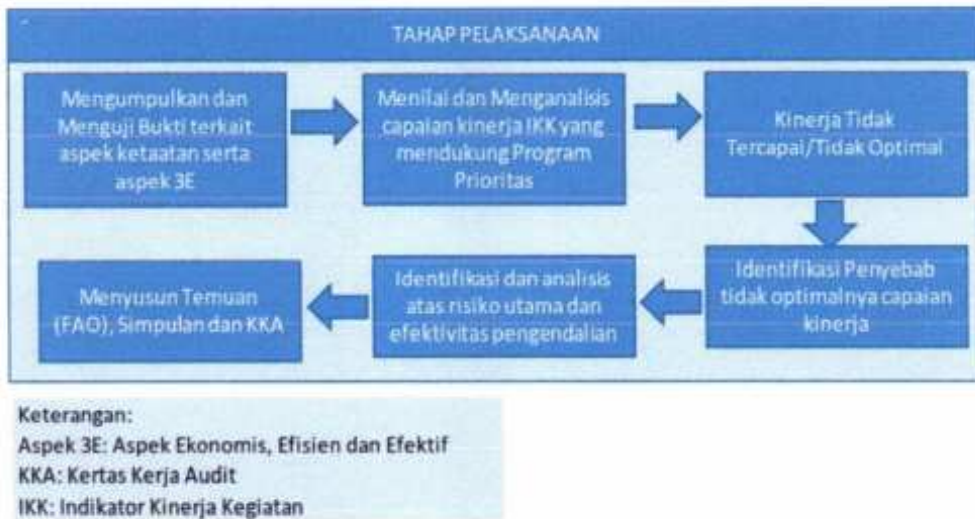 TAHAP PELAKSANAAN
Mengumpulkan dan
Menguji Bukti terkait
aspek ketaatan serta
aspek 3E
Menilai dan Menganalisis
capaian kinerja IKK yang
mendukung Program
Prioritas
Kinerja Tidak
Tercapai/Tidak Optimal
Identifikasi Penyebab
tidak optimalnya capaian
kinerja
Identifikasi dan analisis
atas risiko utama dan
efektivitas pengendalian
Menyusun Temuan
(FAO), Simpulan dan KKA
Keterangan:
Aspek 3E: Aspek Ekonomis, Efisien dan Efektif
KKA: Kertas Kerja Audit
IKK: Indikator Kinerja Kegiatan